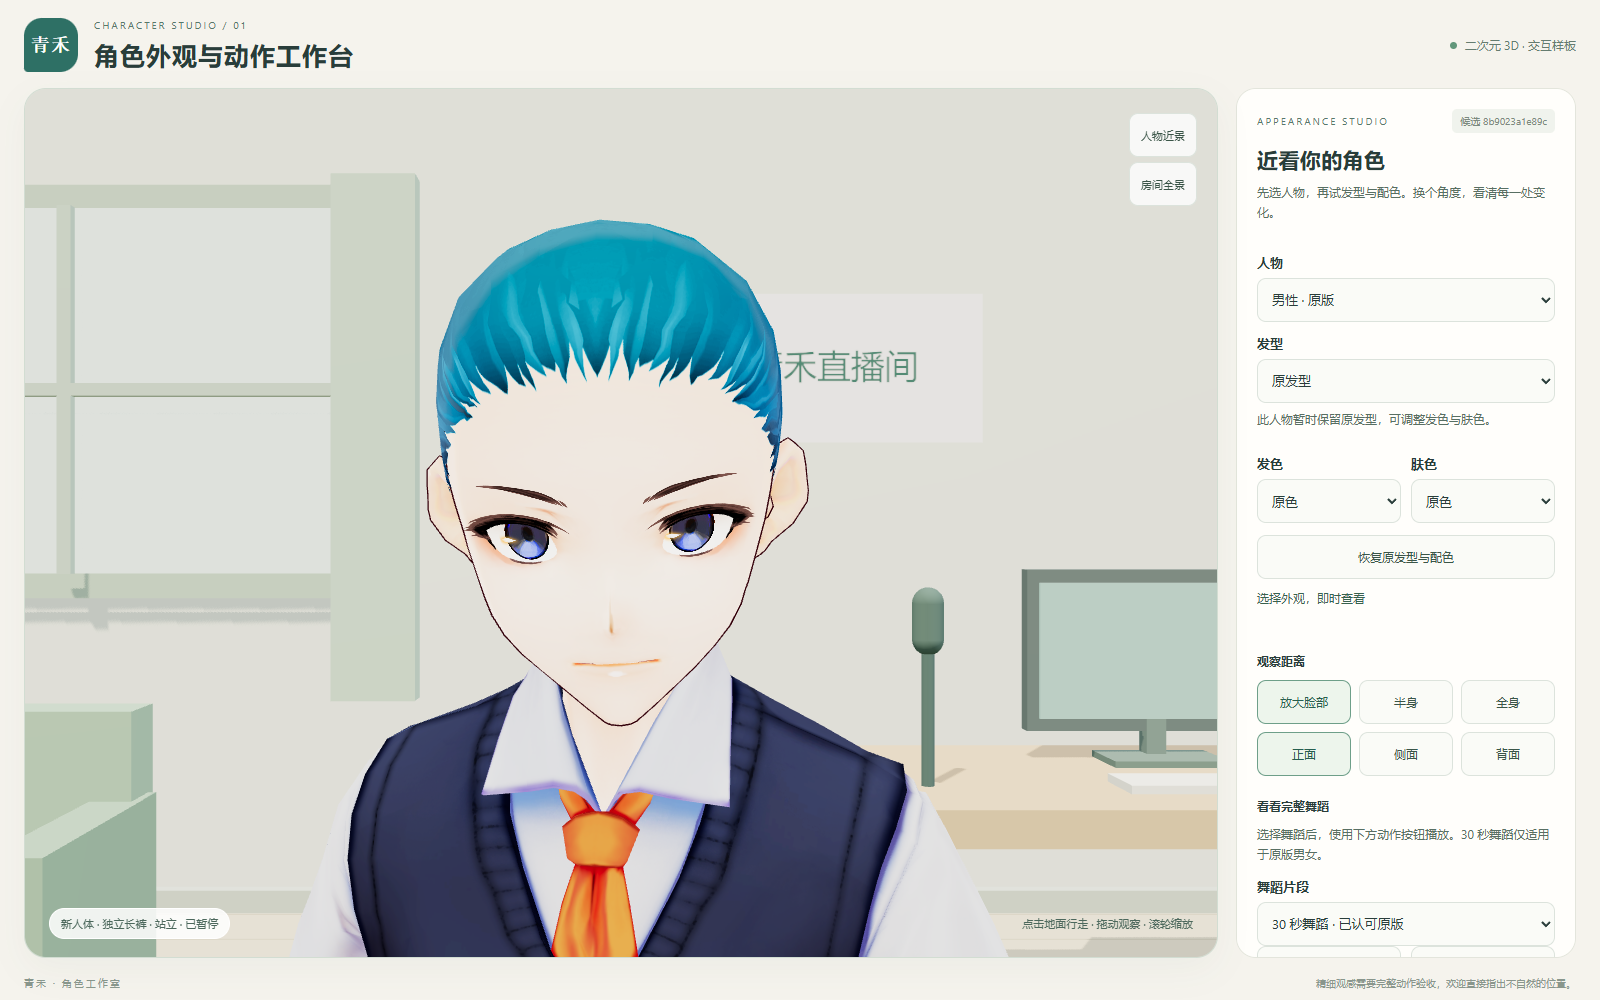 青禾
CHARACTER STUDIO / 01
角色外观与动作工作台
二次元 3D · 交互样板
人物近景
房间全景
禾直播间
新人体 · 独立长裤 · 站立 · 已暂停
点击地面行走 · 拖动观察 · 滚轮缩放
APPEARANCE STUDIO
候选 8b9023a1e89c
近看你的角色
先选人物，再试发型与配色。换个角度，看清每一处变
化。
人物
男性 · 原版
发型
原发型
此人物暂时保留原发型，可调整发色与肤色。
发色
肤色
原色
原色
恢复原发型与配色
选择外观，即时查看
观察距离
放大脸部
半身
全身
正面
侧面
背面
看看完整舞蹈
选择舞蹈后，使用下方动作按钮播放。30 秒舞蹈仅适用
于原版男女。
舞蹈片段
30 秒舞蹈 · 已认可原版
青禾 · 角色工作室
精细观感需要完整动作验收，欢迎直接指出不自然的位置。